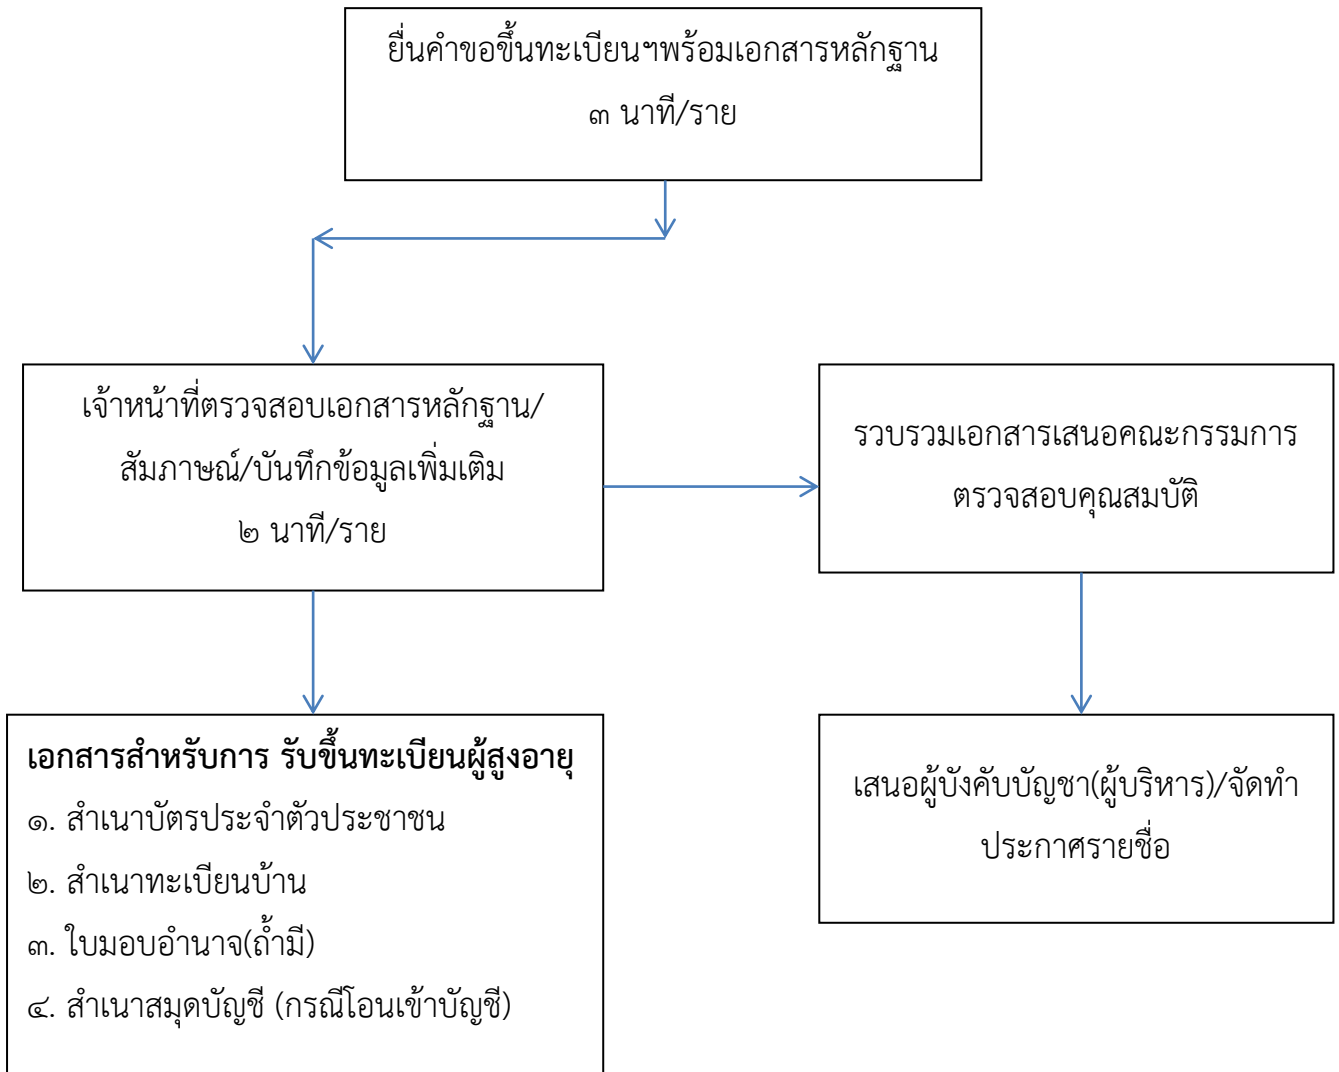 ยื่นคำขอขึ้นทะเบียนฯพร้อมเอกสารหลักฐาน
๓ นาที/ราย
เจ้าหน้าที่ตรวจสอบเอกสารหลักฐาน/
สัมภาษณ์/บันทึกข้อมูลเพิ่มเติม
๒ นาที/ราย
รวบรวมเอกสารเสนอคณะกรรมการ
ตรวจสอบคุณสมบัติ
เอกสารสำหรับการ รับขึ้นทะเบียนผู้สูงอายุ
๑. สำเนาบัตรประจำตัวประชาชน
๒. สำเนาทะเบียนบ้าน
๓. ใบมอบอำนาจ(ถ้ำมี)
๔. สำเนาสมุดบัญชี (กรณีโอนเข้าบัญชี)
เสนอผู้บังคับบัญชา(ผู้บริหาร)/จัดทำ
ประกาศรายชื่อ